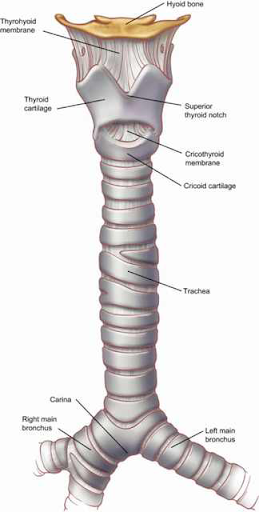 Hyoid bone
Thyrohyoid
membrane
Thyroid
cartilage
Superior
thyroid notch
Cricothyroid
membrane
Cricoid cartilage
Trachea
Carina
Right main
bronchus
Left main
bronchus